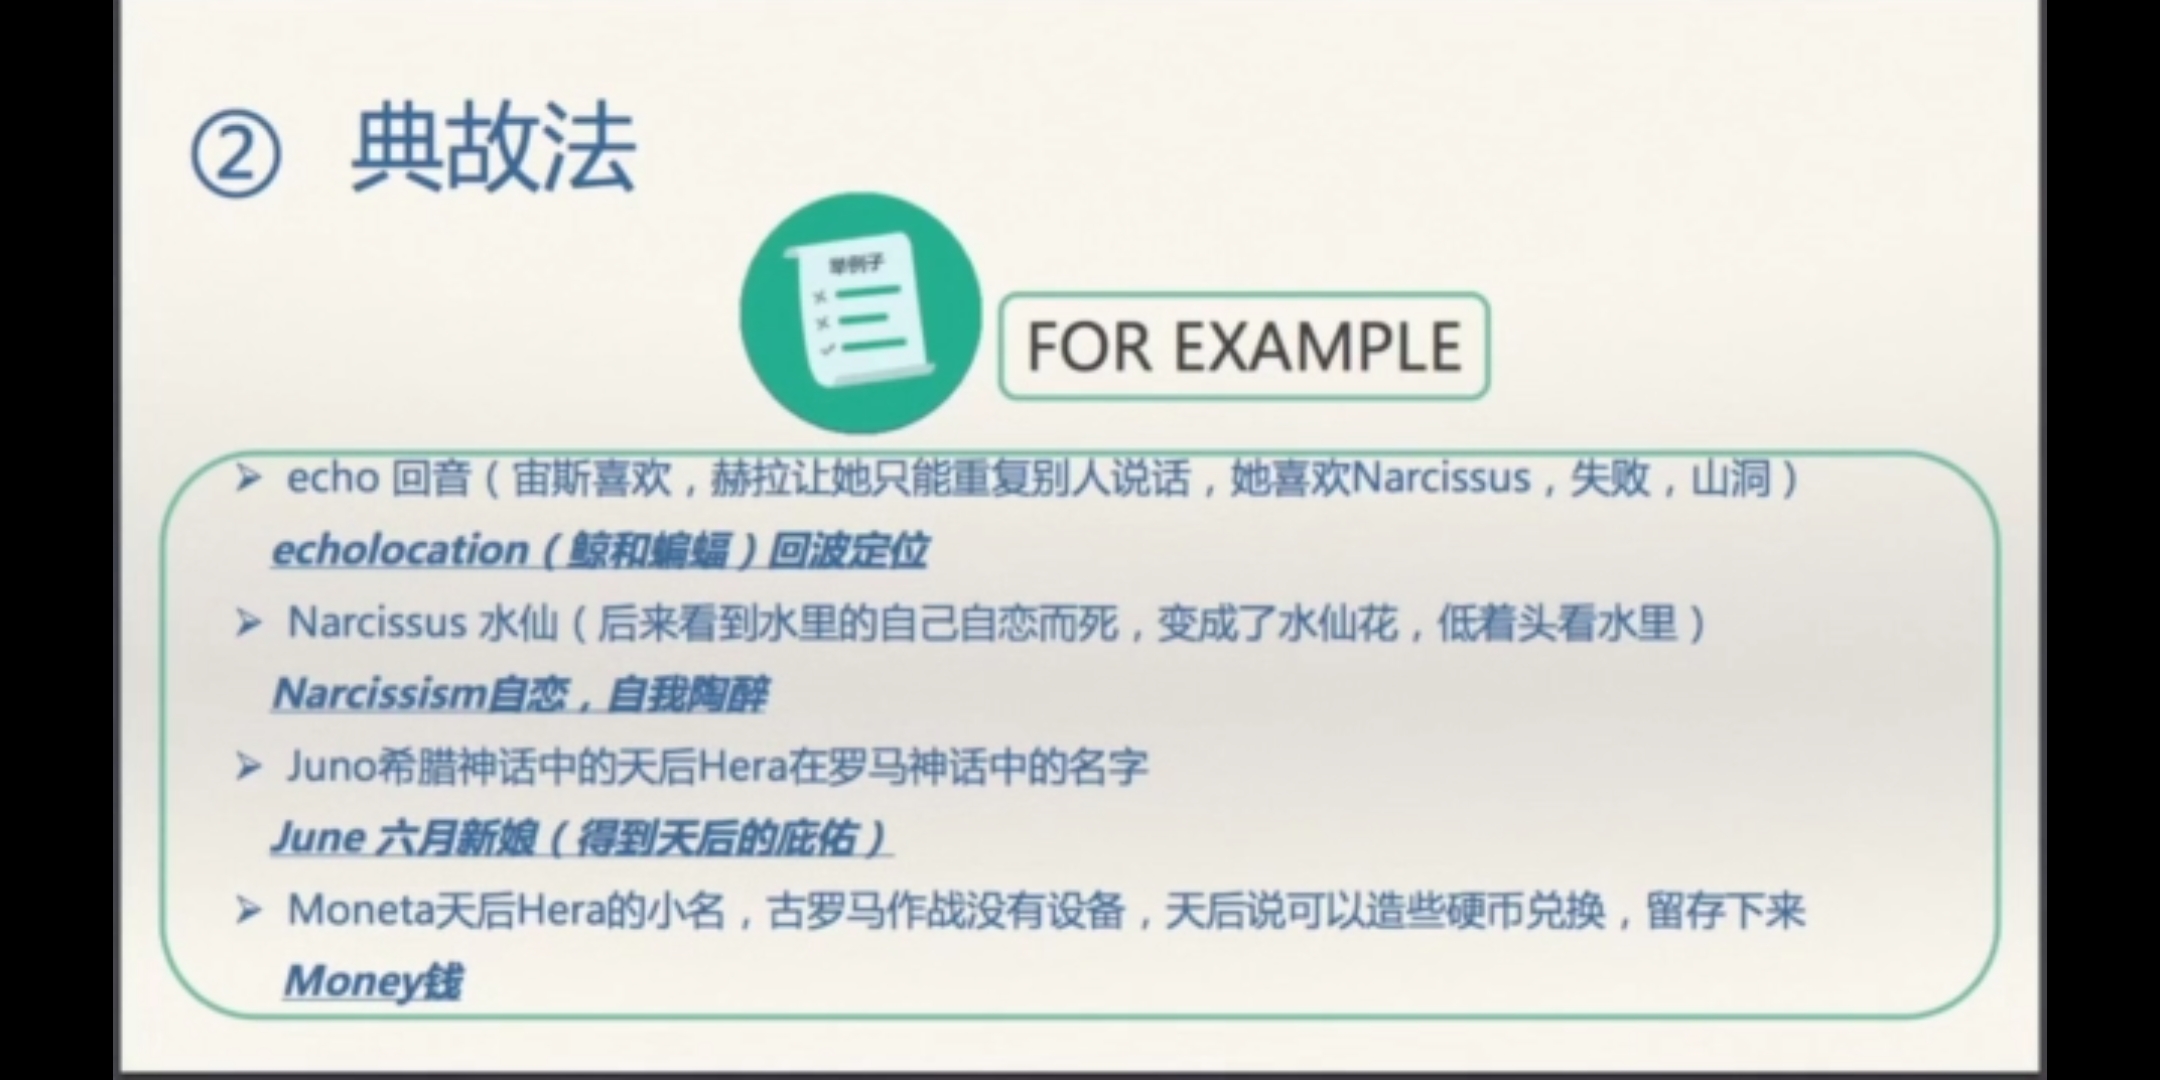 ② 典故法
举例子
FOR EXAMPLE
➢ echo 回音（宙斯喜欢，赫拉让她只能重复别人说话，她喜欢Narcissus，失败，山洞）
echolocation（鲸和蝙蝠）回波定位
➢ Narcissus 水仙（后来看到水里的自己自恋而死，变成了水仙花，低着头看水里）
Narcissism自恋，自我陶醉
➢ Juno希腊神话中的天后Hera在罗马神话中的名字
June 六月新娘（得到天后的庇佑）
➢ Moneta天后Hera的小名，古罗马作战没有设备，天后说可以造些硬币兑换，留存下来
Money钱